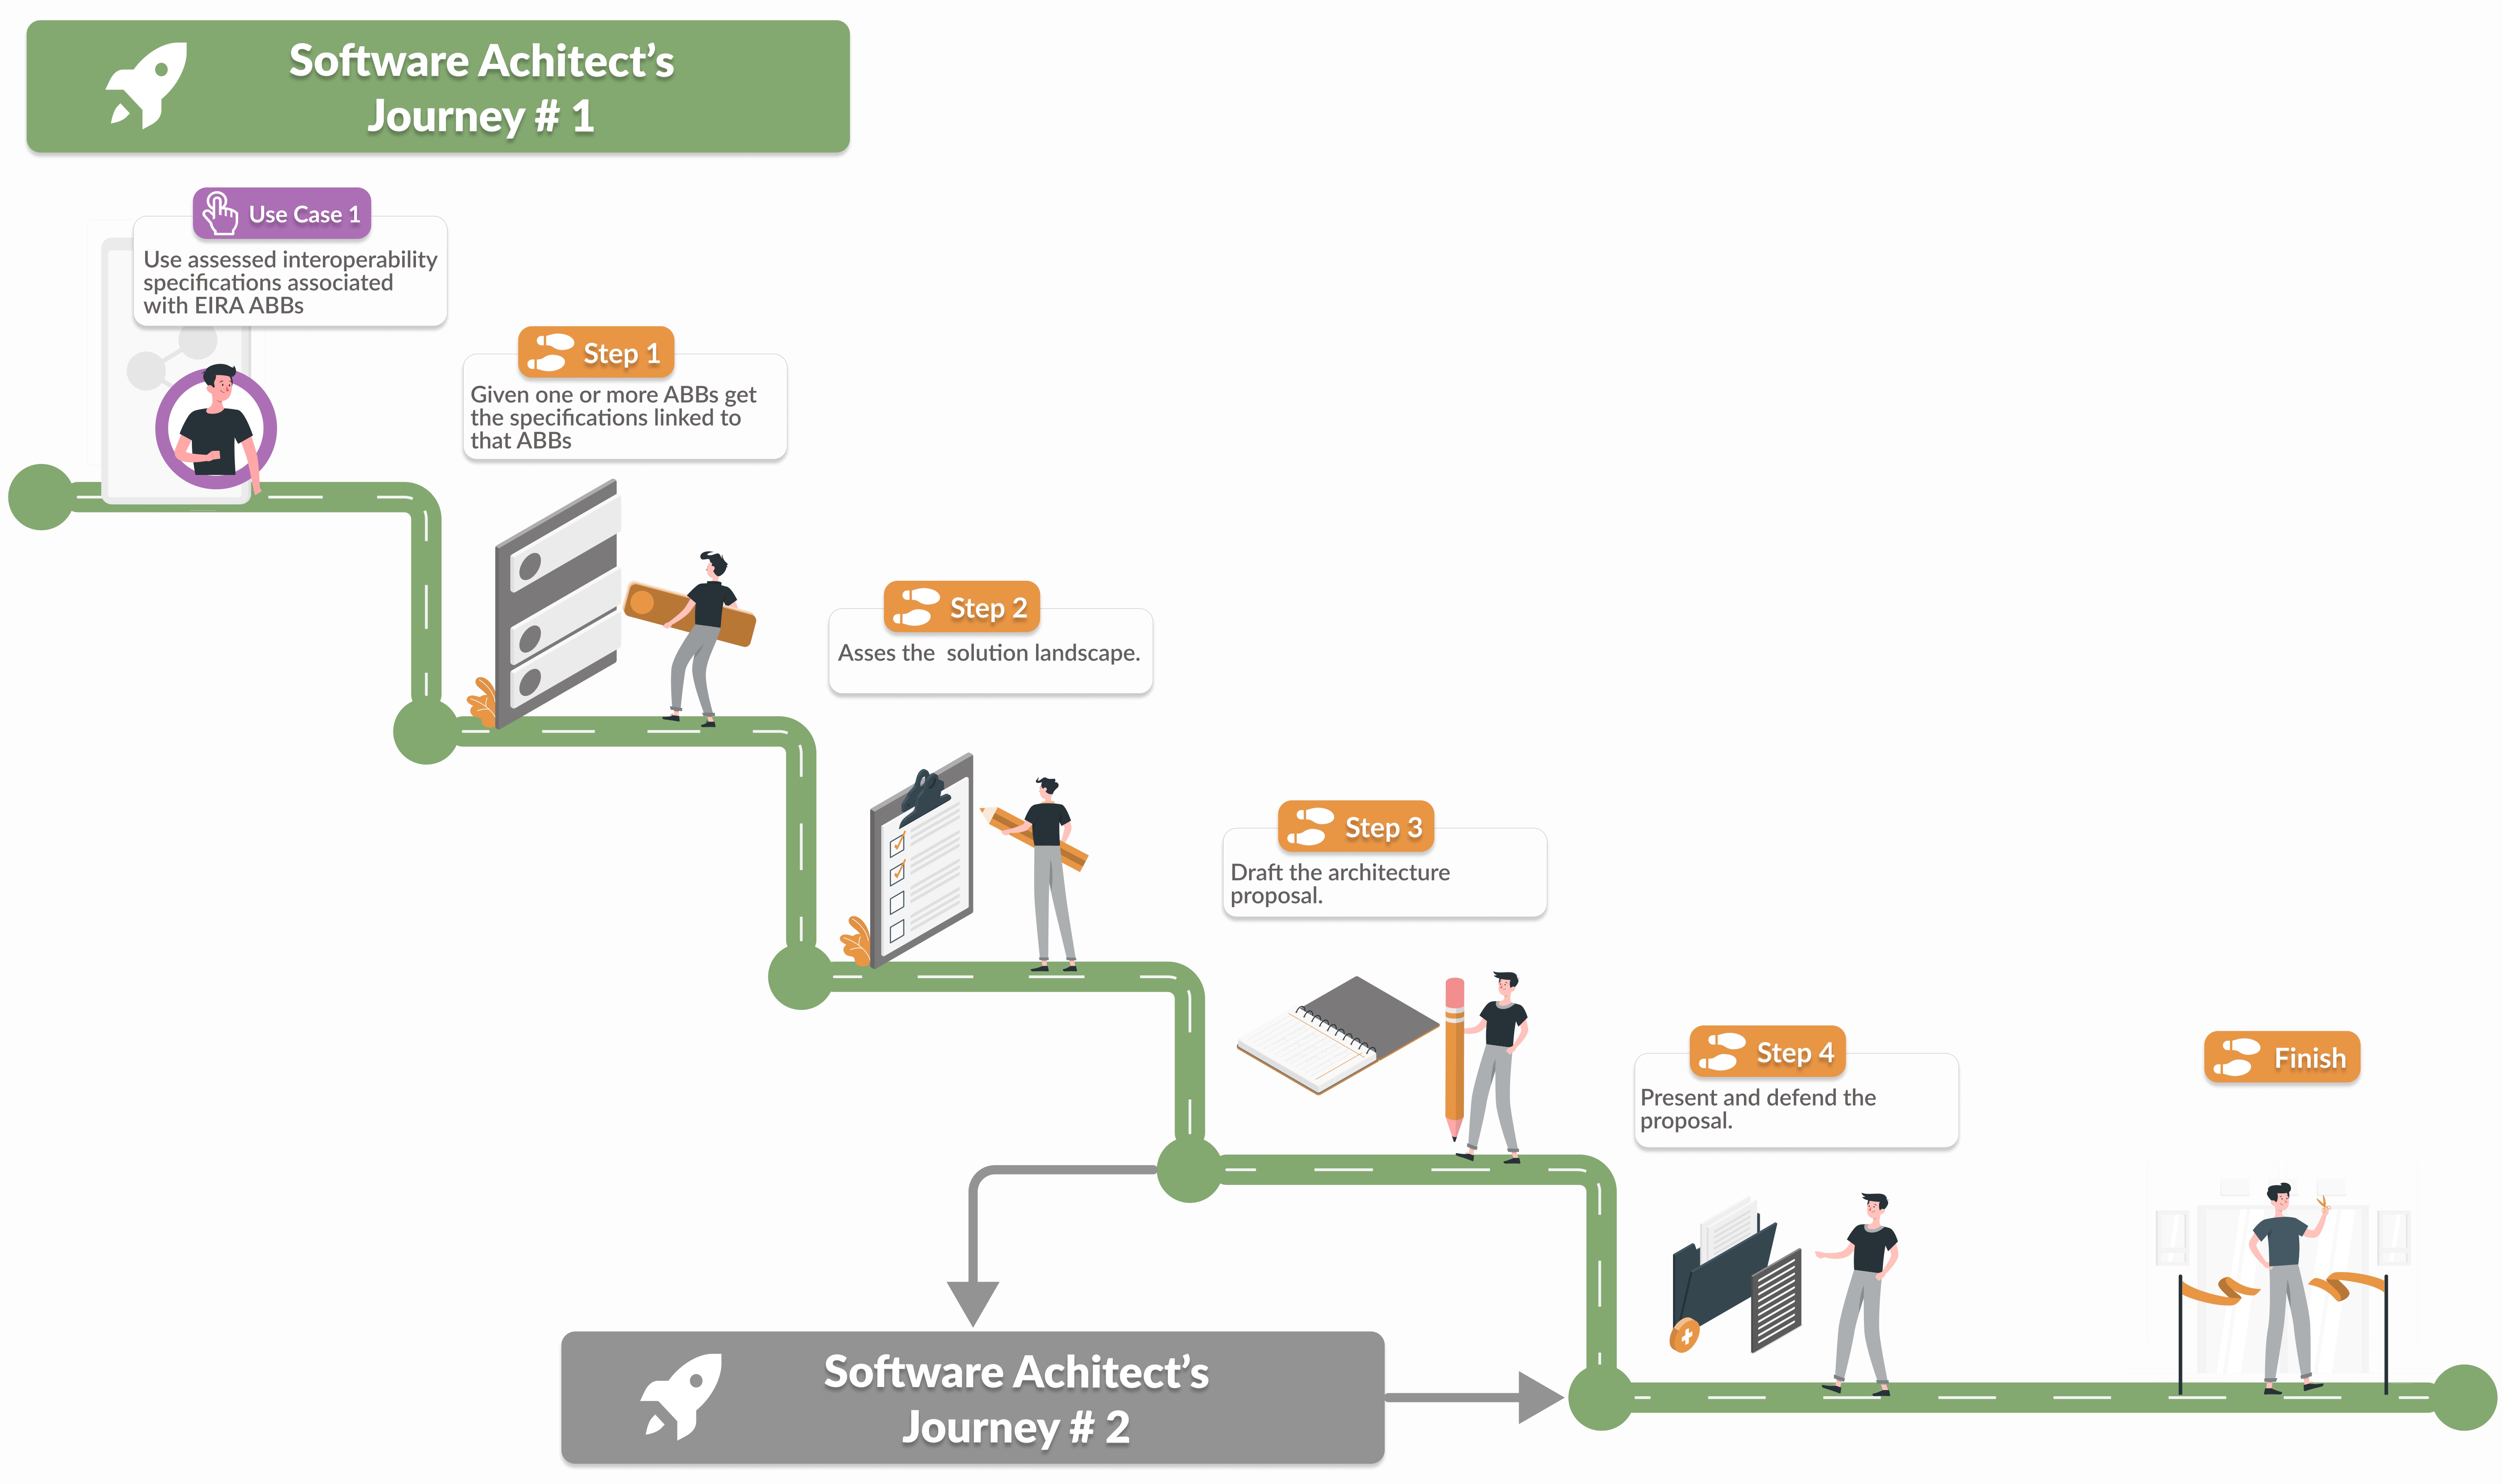 Software Achitect’s
Journey # 1
Use Case 1
Use assessed interoperability
specifications associated
with EIRA ABBs
Step 1
Given one or more ABBs get
the specifications linked to
that ABBs
Step 2
Asses the  solution landscape.
Step 3
Draft the architecture
proposal.
Step 4
Present and defend the
proposal.
Finish
Software Achitect’s
Journey # 2